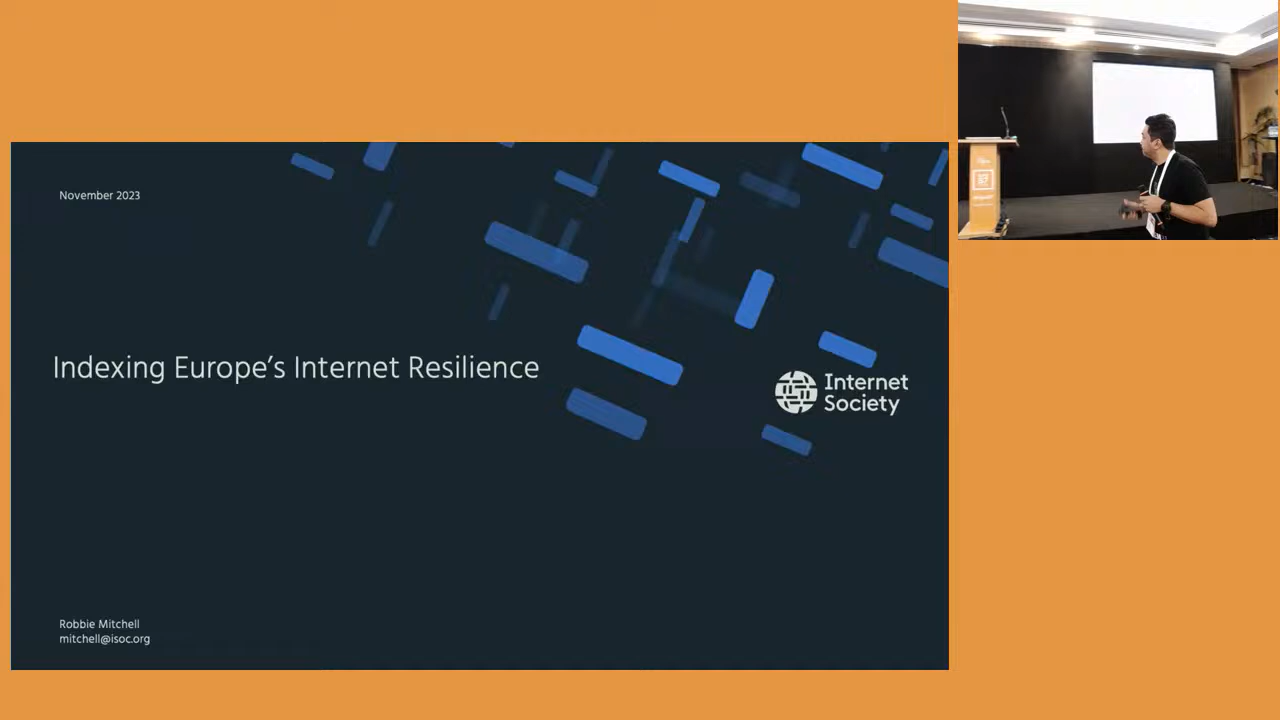 November 2023
Indexing Europe's Internet Resilience
Internet
Society
Robbie Mitchell
mitchell@isoc.org